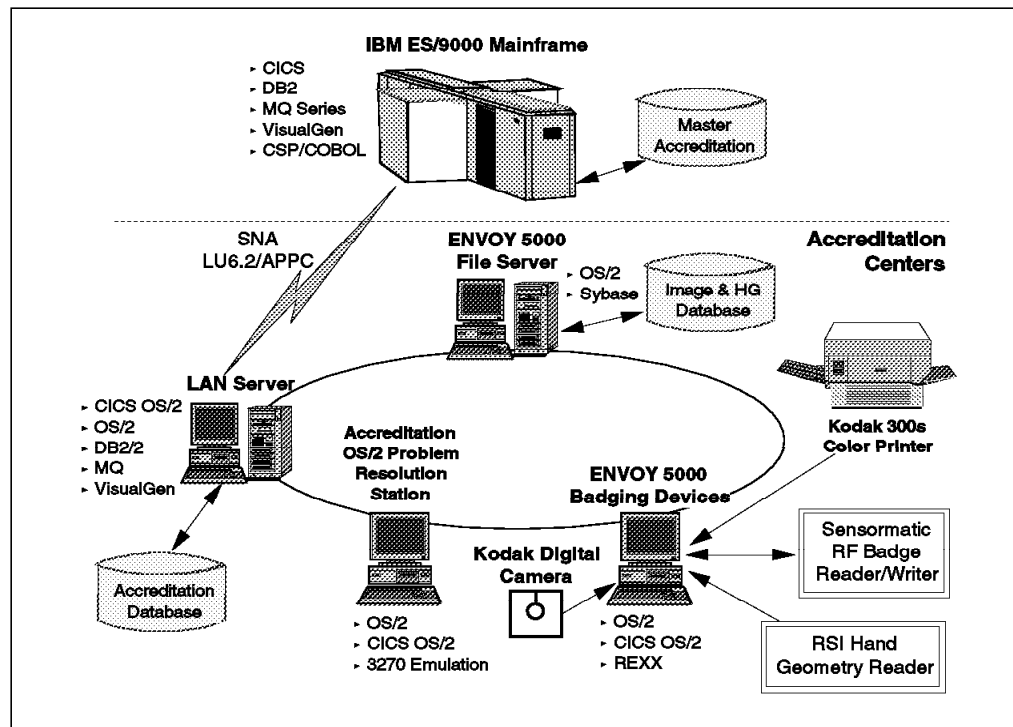 IBM ES/9000 Mainframe
▸ CICS
▸ DB2
▸ MQ Series
▸ VisualGen
▸ CSP/COBOL
Master
Accreditation
SNA
LU6.2/APPC
ENVOY 5000
File Server
▸ OS/2
▸ Sybase
Image & HG
Database
Accreditation
Centers
LAN Server
▸ CICS OS/2
▸ OS/2
▸ DB2/2
▸ MQ
▸ VisualGen
Accreditation
Database
Accreditation
OS/2 Problem
Resolution
Station
▸ OS/2
▸ CICS OS/2
▸ 3270 Emulation
Kodak Digital
Camera
ENVOY 5000
Badging Devices
▸ OS/2
▸ CICS OS/2
▸ REXX
Kodak 300s
Color Printer
Sensormatic
RF Badge
Reader/Writer
RSI Hand
Geometry Reader